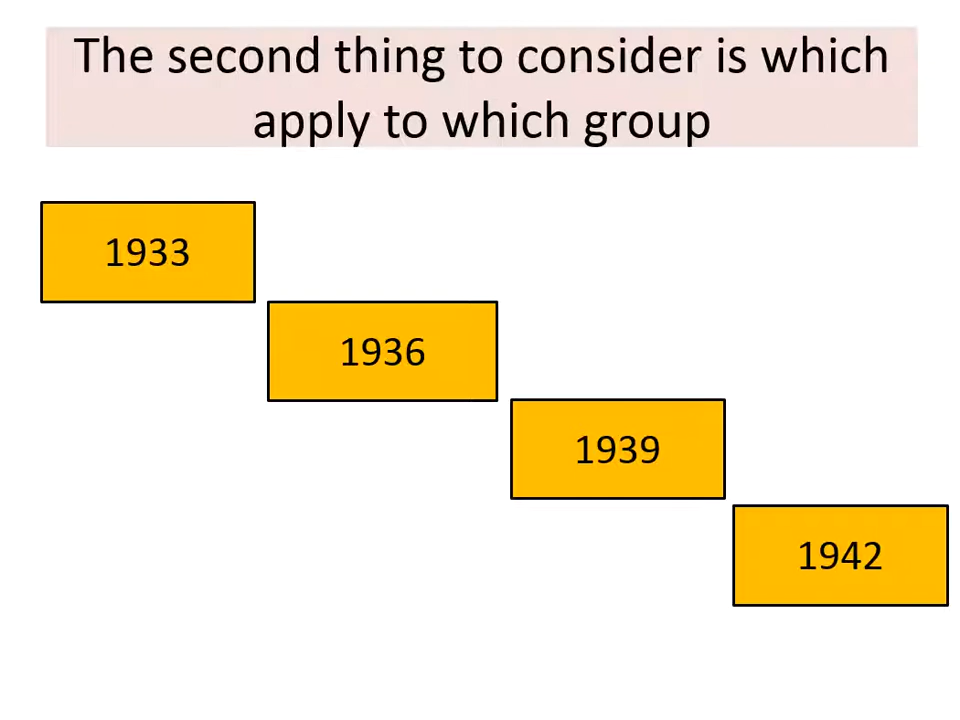 The second thing to consider is which
apply to which group
1933
1936
1939
1942